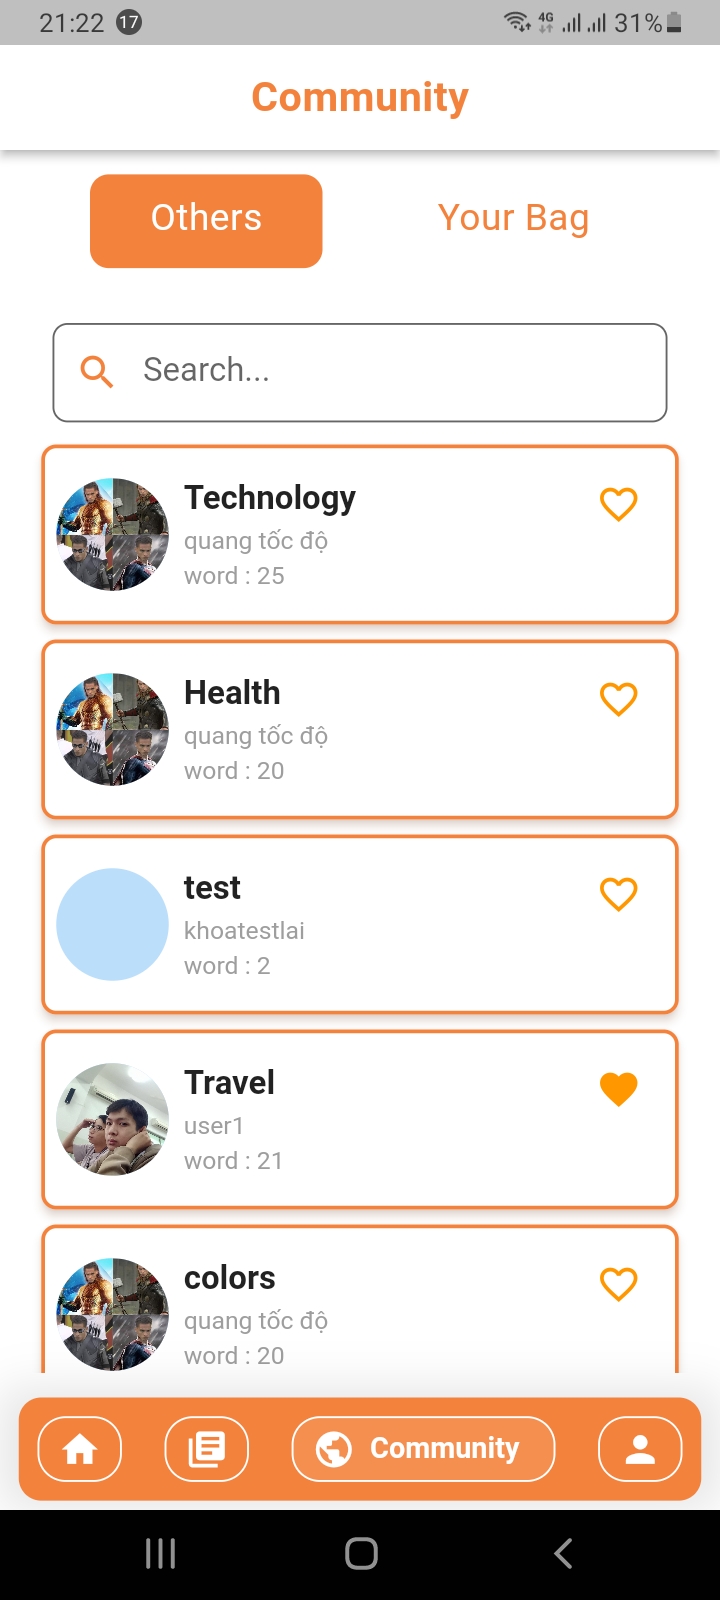 21:22 17 4G 31%
Community
Others Your Bag
Search...
Technology
quang tốc độ
word : 25
Health
quang tốc độ
word : 20
test
khoatestlai
word : 2
Travel
user1
word : 21
colors
quang tốc độ
word : 20
Community